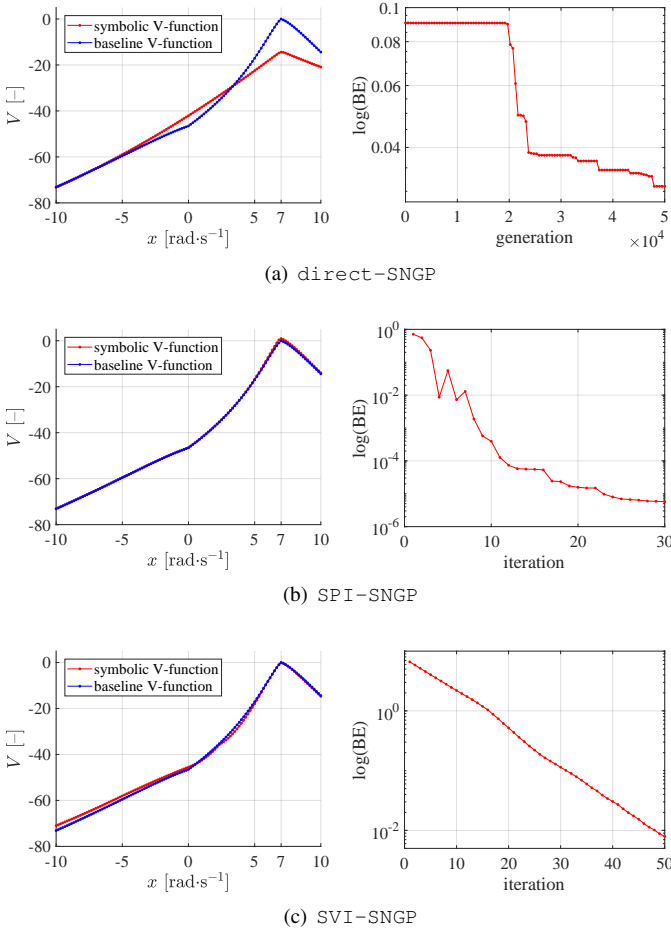 symbolic V-function
baseline V-function
V [–]
0
-20
-40
-60
-80
-10
-5
0
5
7
10
x [rad·s⁻¹]
log(BE)
0.1
0.08
0.06
0.04
0
1
2
3
4
5
×10⁴
generation
(a) direct-SNGP
symbolic V-function
baseline V-function
V [–]
0
-20
-40
-60
-80
-10
-5
0
5
7
10
x [rad·s⁻¹]
log(BE)
10⁰
10⁻²
10⁻⁴
10⁻⁶
0
10
20
30
iteration
(b) SPI-SNGP
symbolic V-function
baseline V-function
V [–]
0
-20
-40
-60
-80
-10
-5
0
5
7
10
x [rad·s⁻¹]
log(BE)
10⁰
10⁻²
0
10
20
30
40
50
iteration
(c) SVI-SNGP